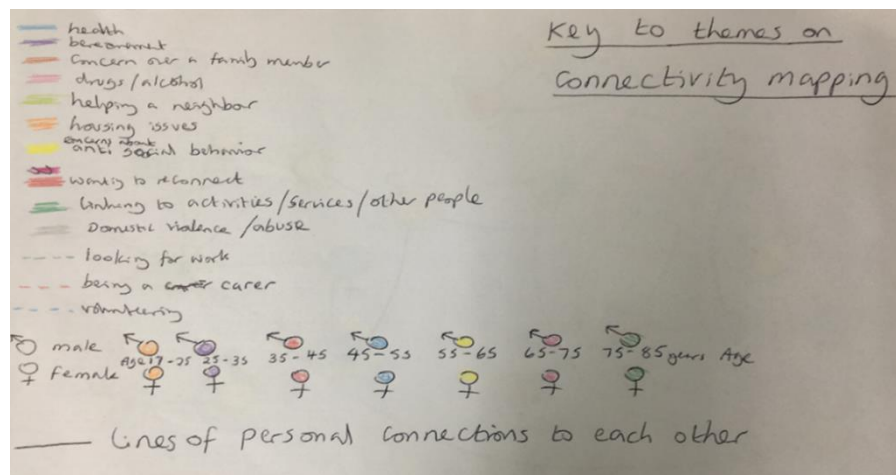 Key to themes on
connectivity mapping
health
bereavement
concern over a family member
drugs/alcohol
helping a neighbor
housing issues
concerns about
anti social behavior
wanting to reconnect
Linking to activities/services/other people
Domestic violence/abuse
looking for work
being a carer
volunteering
male
Age 17-25 25-35 35-45 45-55 55-65 65-75 75-85 years Age
female
lines of personal connections to each other